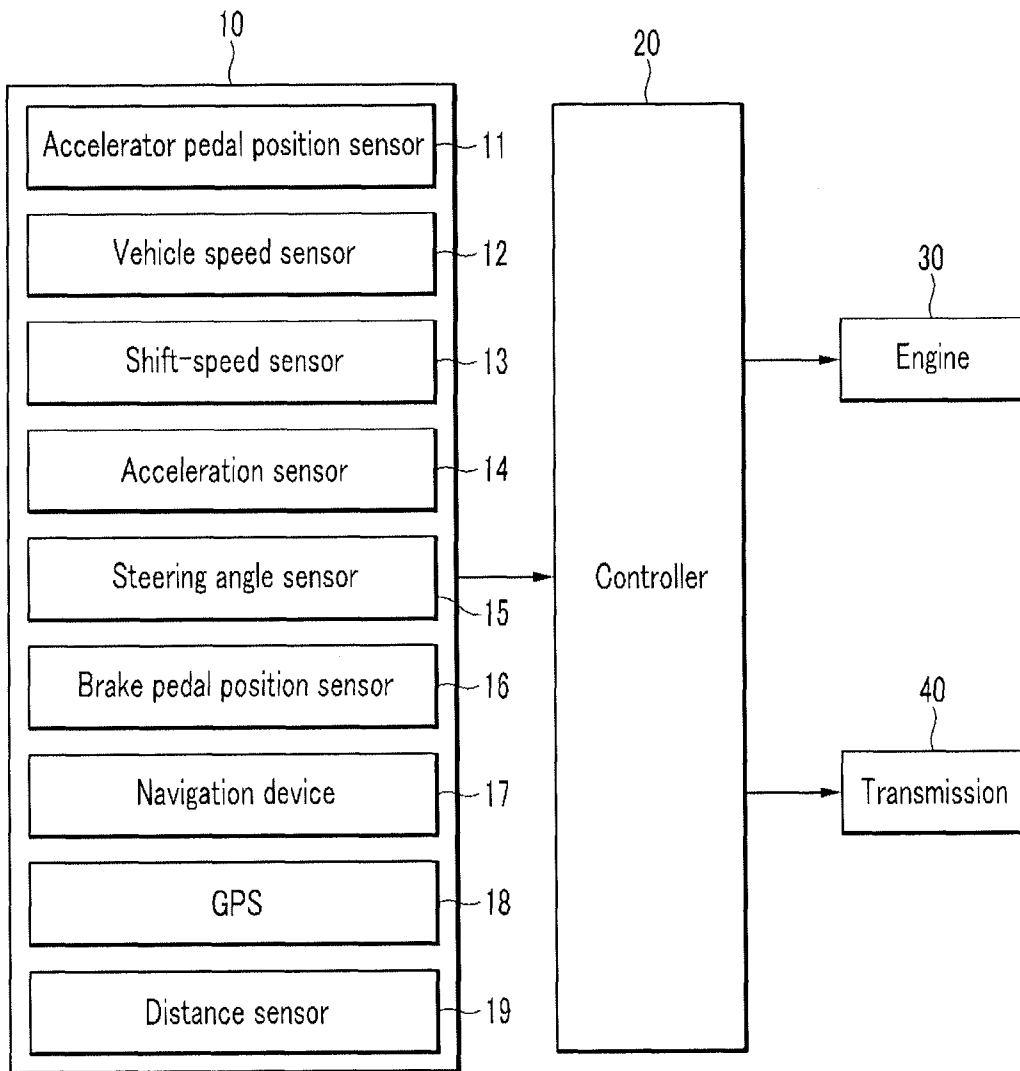 10
20
Accelerator pedal position sensor 11
Vehicle speed sensor 12
Shift-speed sensor 13
Acceleration sensor 14
Steering angle sensor 15
Brake pedal position sensor 16
Navigation device 17
GPS 18
Distance sensor 19
Controller
30
Engine
40
Transmission